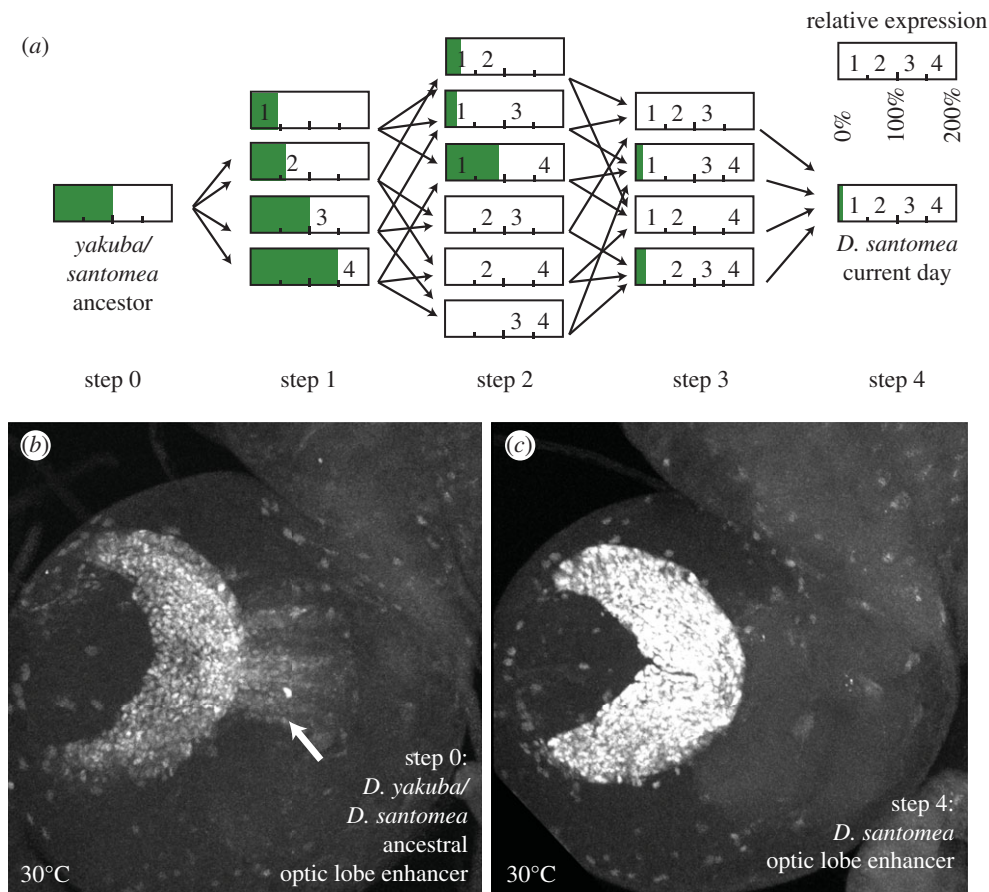 (a)
relative expression
1 2 3 4
0%
100%
200%
1 2
1
1 3
1 2 3
2
1 4
1 3 4
yakuba/
santomea
ancestor
3
2 3
1 2 4
1 2 3 4
D. santomea
current day
4
2 4
2 3 4
3 4
step 0
step 1
step 2
step 3
step 4
(b)
step 0:
D. yakuba/
D. santomea
ancestral
optic lobe enhancer
30°C
(c)
step 4:
D. santomea
optic lobe enhancer
30°C